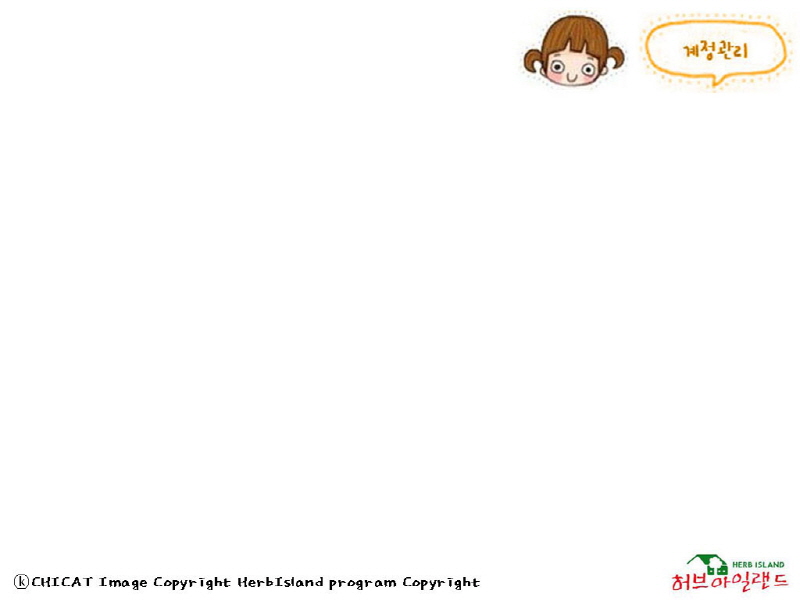 계정관리
ⓚCHICAT Image Copyright HerbIsland program Copyright
HERB ISLAND
허브아일랜드